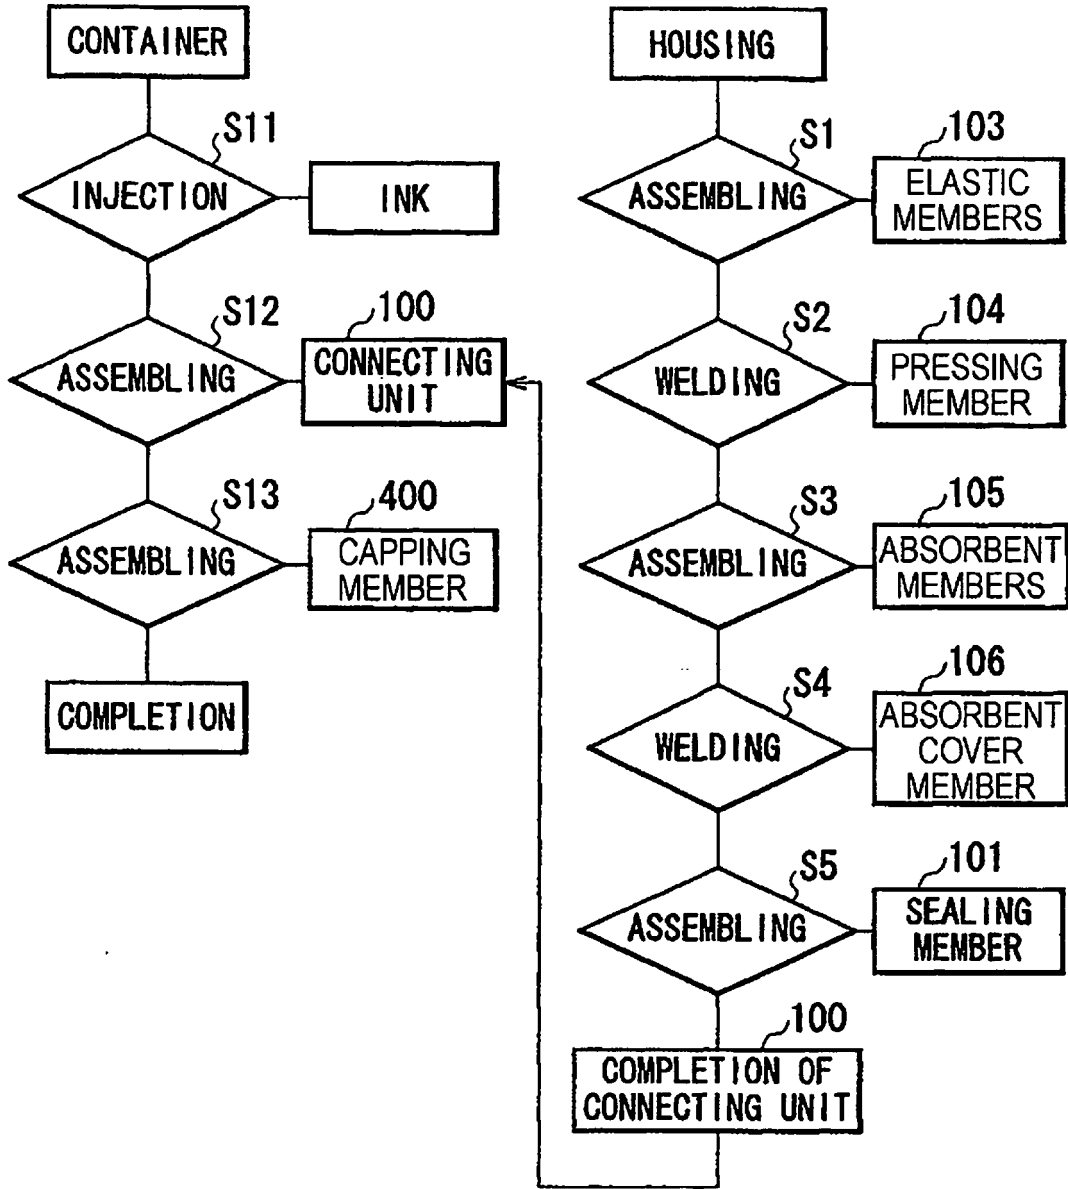 CONTAINER
S11
INJECTION
INK
S12
ASSEMBLING
100
CONNECTING
UNIT
S13
ASSEMBLING
400
CAPPING
MEMBER
COMPLETION
HOUSING
S1
ASSEMBLING
103
ELASTIC
MEMBERS
S2
WELDING
104
PRESSING
MEMBER
S3
ASSEMBLING
105
ABSORBENT
MEMBERS
S4
WELDING
106
ABSORBENT
COVER
MEMBER
S5
ASSEMBLING
101
SEALING
MEMBER
100
COMPLETION OF
CONNECTING UNIT